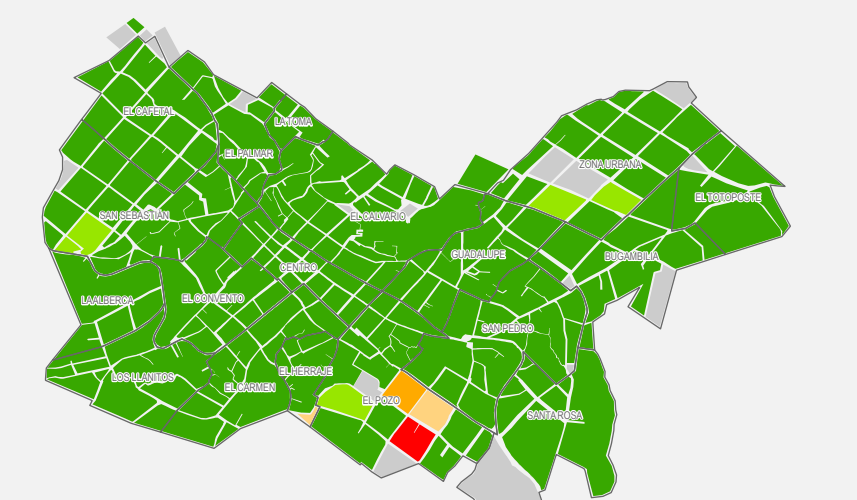 EL CAFETAL
LA TOMA
EL PALMAR
ZONA URBANA
EL TOTOPOSTE
SAN SEBASTIÁN
EL CALVARIO
GUADALUPE
BUGAMBILIA
CENTRO
LA ALBERCA
EL CONVENTO
SAN PEDRO
LOS LLANITOS
EL HERRAJE
EL CARMEN
EL POZO
SANTA ROSA